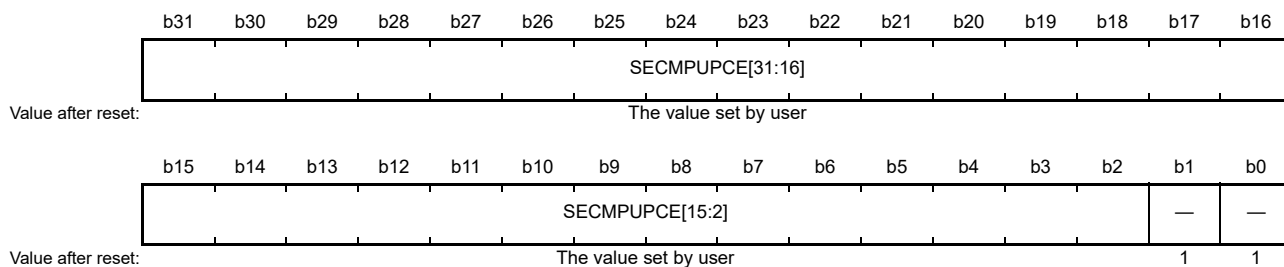 b31 b30 b29 b28 b27 b26 b25 b24 b23 b22 b21 b20 b19 b18 b17 b16
SECMPUPCE[31:16]
Value after reset: The value set by user
b15 b14 b13 b12 b11 b10 b9 b8 b7 b6 b5 b4 b3 b2 b1 b0
SECMPUPCE[15:2] — —
Value after reset: The value set by user 1 1